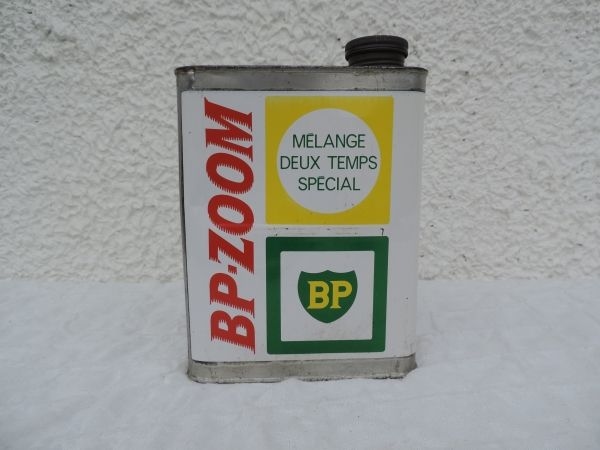 BP-ZOOM
MÉLANGE
DEUX TEMPS
SPÉCIAL
BP